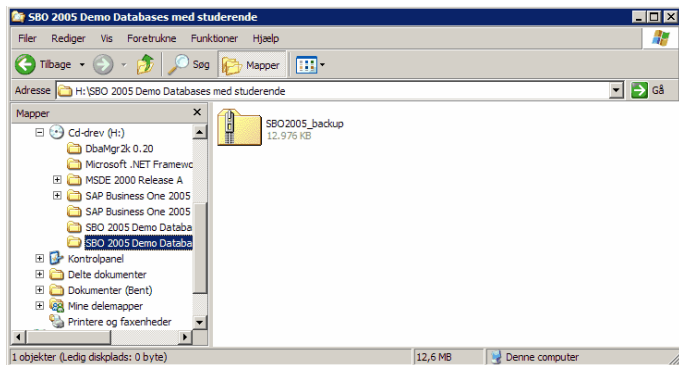 SBO 2005 Demo Databases med studerende
Filer Rediger Vis Foretrukne Funktioner Hjælp
Tilbage Søg Mapper
Adresse H:\SBO 2005 Demo Databases med studerende Gå
Mapper
Cd-drev (H:)
DbaMgr2k 0.20
Microsoft .NET Framewc
MSDE 2000 Release A
SAP Business One 2005
SAP Business One 2005
SBO 2005 Demo Databa
SBO 2005 Demo Databa
Kontrolpanel
Delte dokumenter
Dokumenter (Bent)
Mine delemapper
Printere og faxenheder
SBO2005_backup
12.976 KB
1 objekter (Ledig diskplads: 0 byte) 12,6 MB Denne computer